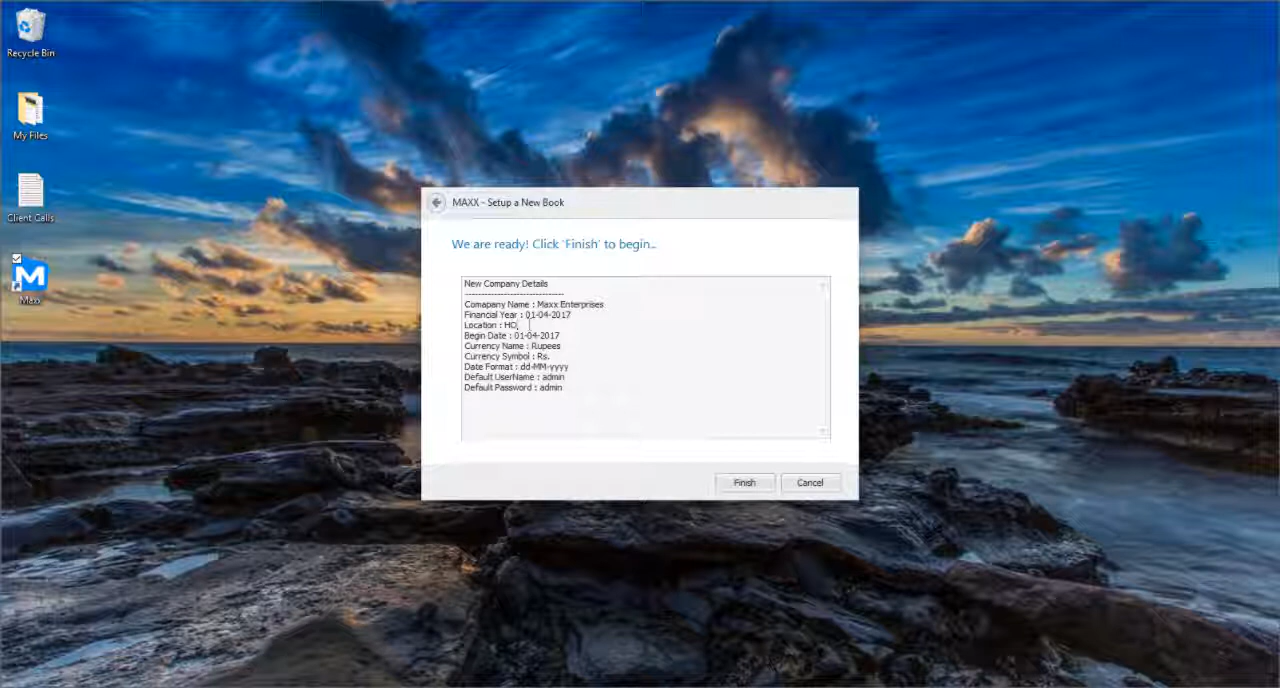 Recycle Bin
My Files
Client Calls
Maxx
MAXX - Setup a New Book
We are ready! Click 'Finish' to begin...
New Company Details
--------------------------------
Comapany Name : Maxx Enterprises
Financial Year : 01-04-2017
Location : HO,
Begin Date : 01-04-2017
Currency Name : Rupees
Currency Symbol : Rs.
Date Format : dd-MM-yyyy
Default UserName : admin
Default Password : admin
Finish
Cancel